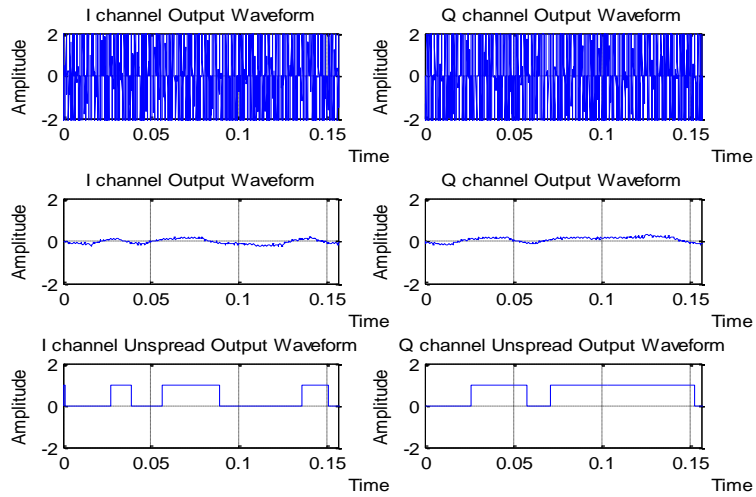 I channel Output Waveform
Amplitude
2
0
-2
0 0.05 0.1 0.15
Time
Q channel Output Waveform
Amplitude
2
0
-2
0 0.05 0.1 0.15
Time
I channel Output Waveform
Amplitude
2
0
-2
0 0.05 0.1 0.15
Time
Q channel Output Waveform
Amplitude
2
0
-2
0 0.05 0.1 0.15
Time
I channel Unspread Output Waveform
Amplitude
2
0
-2
0 0.05 0.1 0.15
Time
Q channel Unspread Output Waveform
Amplitude
2
0
-2
0 0.05 0.1 0.15
Time